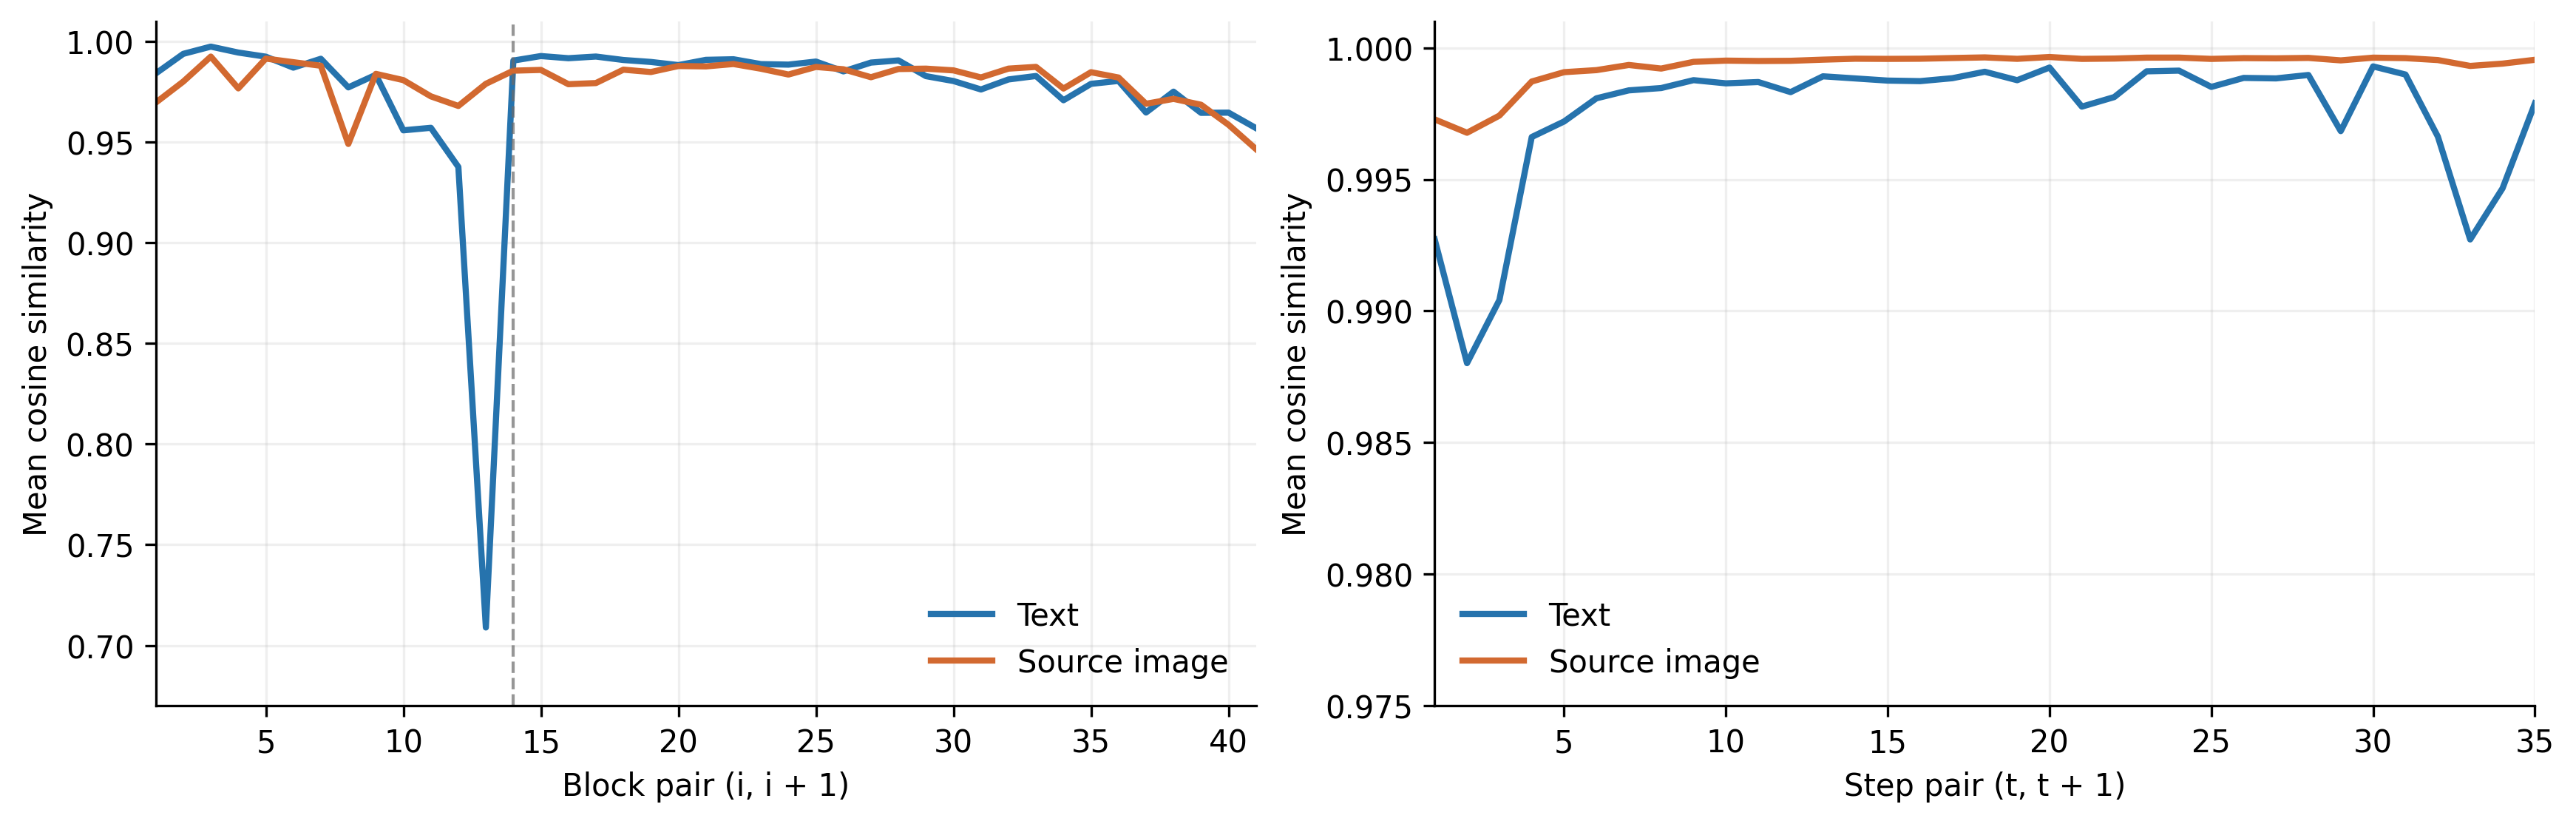 Mean cosine similarity
1.00
0.95
0.90
0.85
0.80
0.75
0.70
Text
Source image
5 10 15 20 25 30 35 40
Block pair (i, i + 1)
Mean cosine similarity
1.000
0.995
0.990
0.985
0.980
0.975
Text
Source image
5 10 15 20 25 30 35
Step pair (t, t + 1)